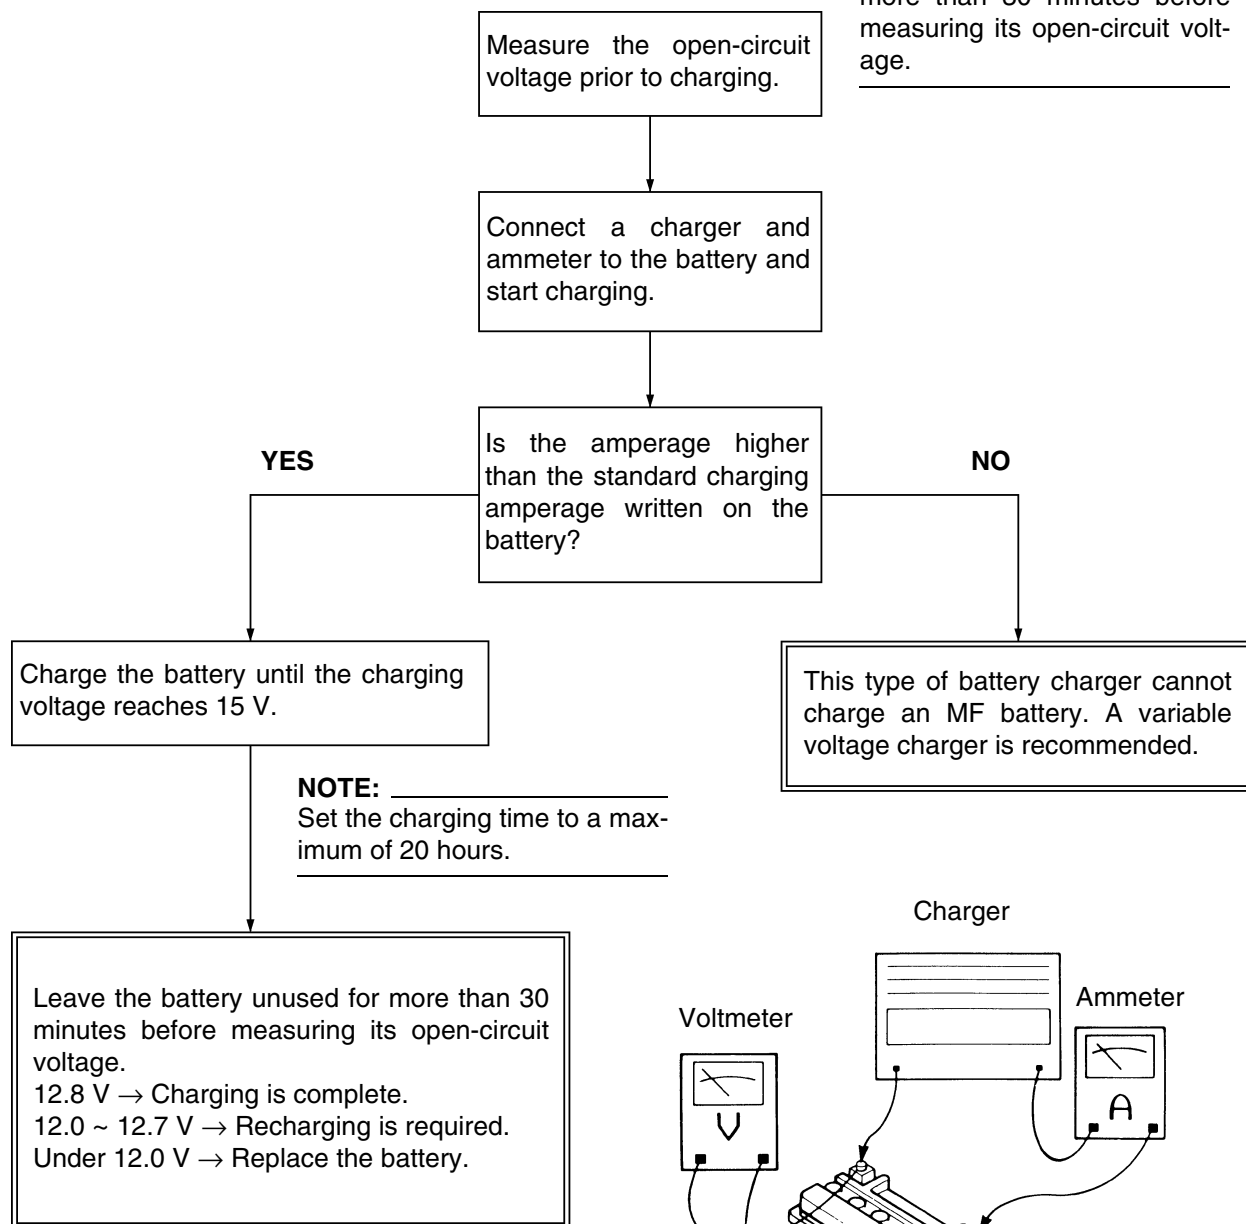 more than 30 minutes before
measuring its open-circuit volt-
age.
Measure the open-circuit
voltage prior to charging.
Connect a charger and
ammeter to the battery and
start charging.
Is the amperage higher
than the standard charging
amperage written on the
battery?
YES
NO
Charge the battery until the charging
voltage reaches 15 V.
This type of battery charger cannot
charge an MF battery. A variable
voltage charger is recommended.
NOTE:
Set the charging time to a max-
imum of 20 hours.
Leave the battery unused for more than 30
minutes before measuring its open-circuit
voltage.
12.8 V → Charging is complete.
12.0 ~ 12.7 V → Recharging is required.
Under 12.0 V → Replace the battery.
Charger
Voltmeter
Ammeter
V
A